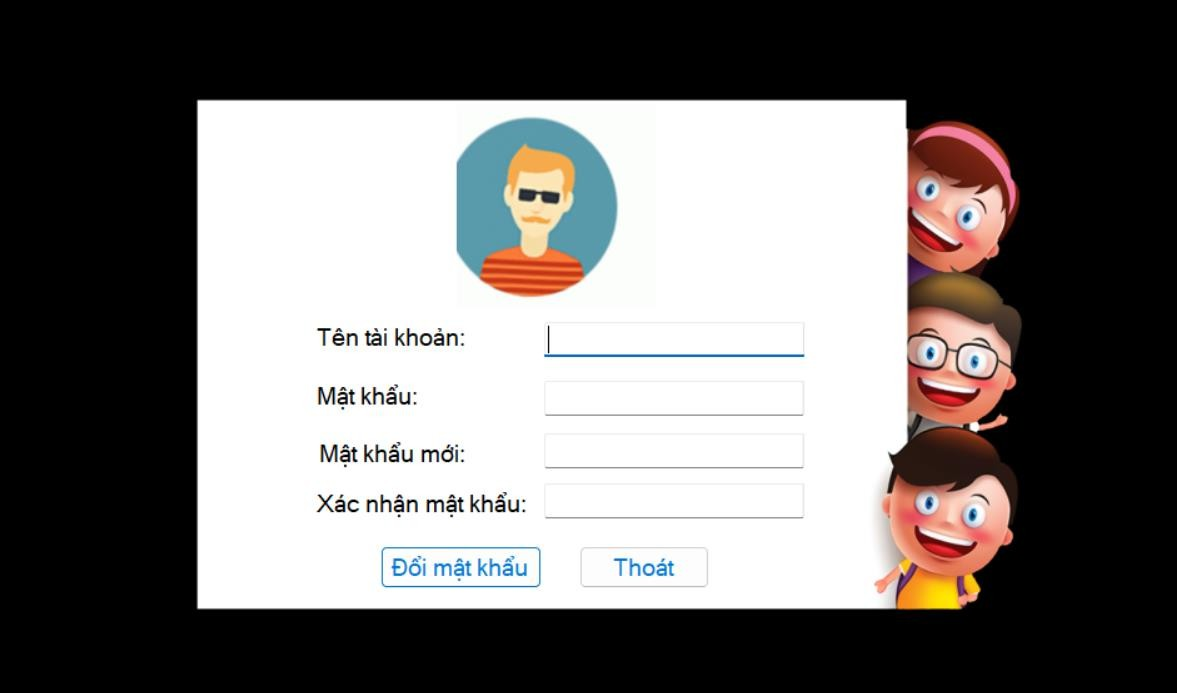 Tên tài khoản:
Mật khẩu:
Mật khẩu mới:
Xác nhận mật khẩu:
Đổi mật khẩu Thoát